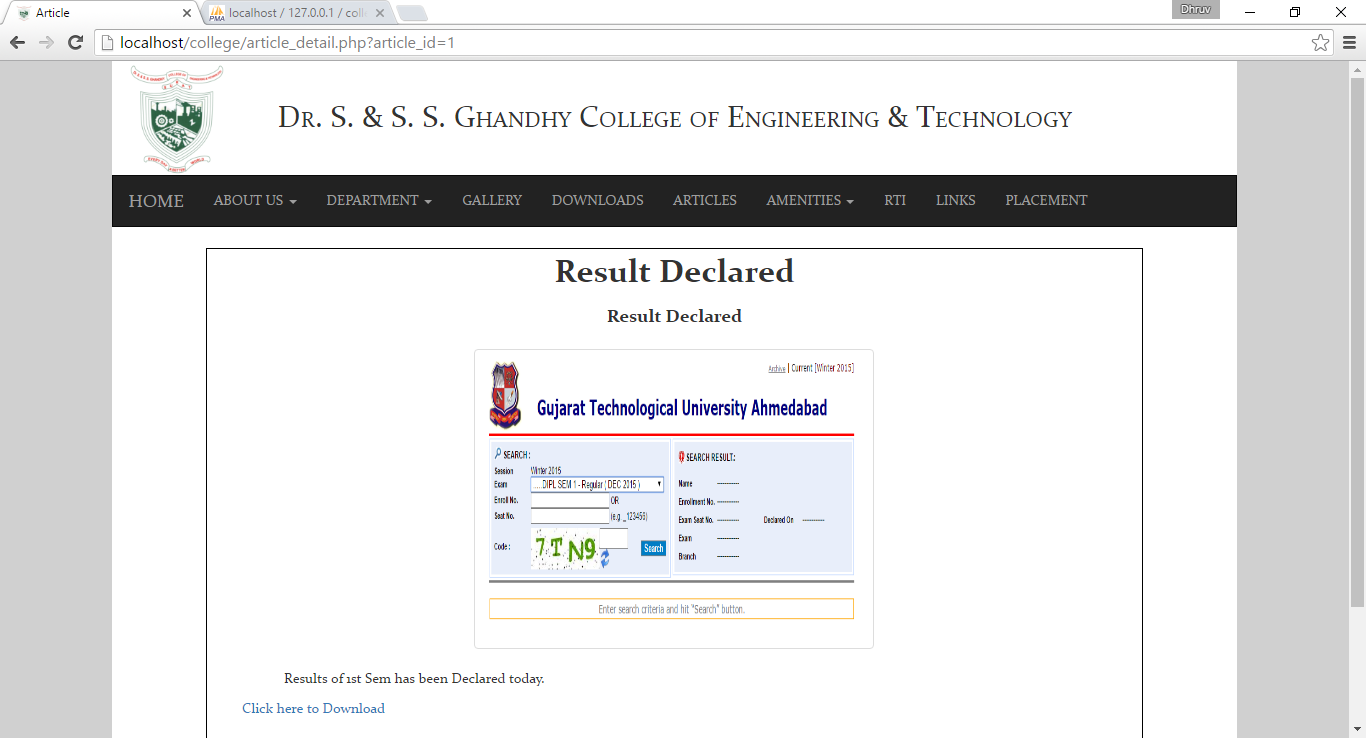 Article
localhost / 127.0.0.1 / coll
Dhruv
localhost/college/article_detail.php?article_id=1
Dr. S. & S. S. Ghandhy College of Engineering & Technology
HOME ABOUT US DEPARTMENT GALLERY DOWNLOADS ARTICLES AMENITIES RTI LINKS PLACEMENT
Result Declared
Result Declared
Archive | Current [Winter 2015]
Gujarat Technological University Ahmedabad
SEARCH :
Session Winter 2015
Exam ....DIPL SEM 1 - Regular ( DEC 2015 )
Enroll No. OR
Seat No. (e.g _123456)
Code : 7TN9 Search
SEARCH RESULT:
Name -----------
Enrollment No. -----------
Exam Seat No. ----------- Declared On -----------
Exam -----------
Branch -----------
Enter search criteria and hit "Search" button.
Results of 1st Sem has been Declared today.
Click here to Download